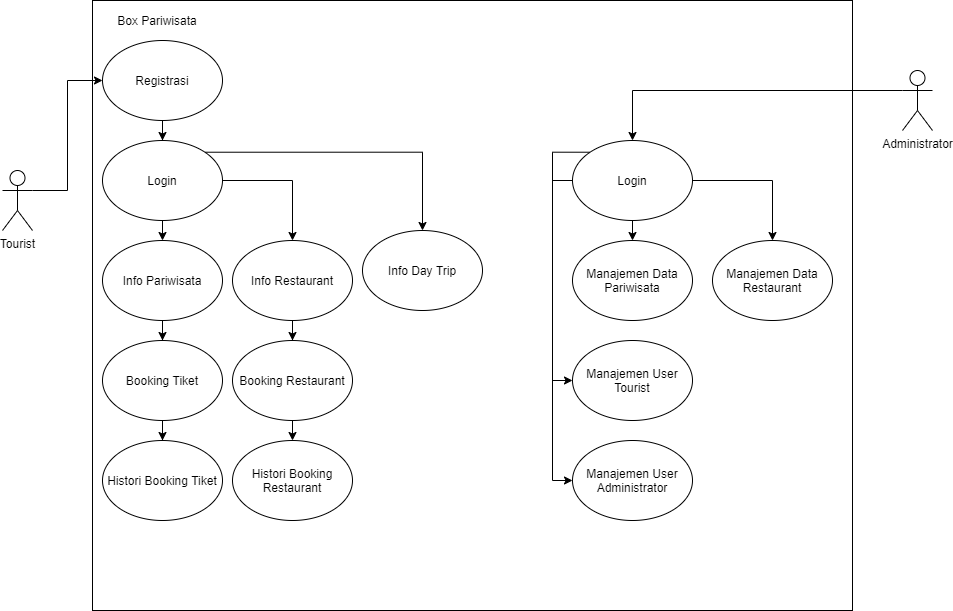 Box Pariwisata
Registrasi
Tourist
Administrator
Login
Info Pariwisata
Info Restaurant
Info Day Trip
Booking Tiket
Booking Restaurant
Histori Booking Tiket
Histori Booking
Restaurant
Login
Manajemen Data
Pariwisata
Manajemen Data
Restaurant
Manajemen User
Tourist
Manajemen User
Administrator